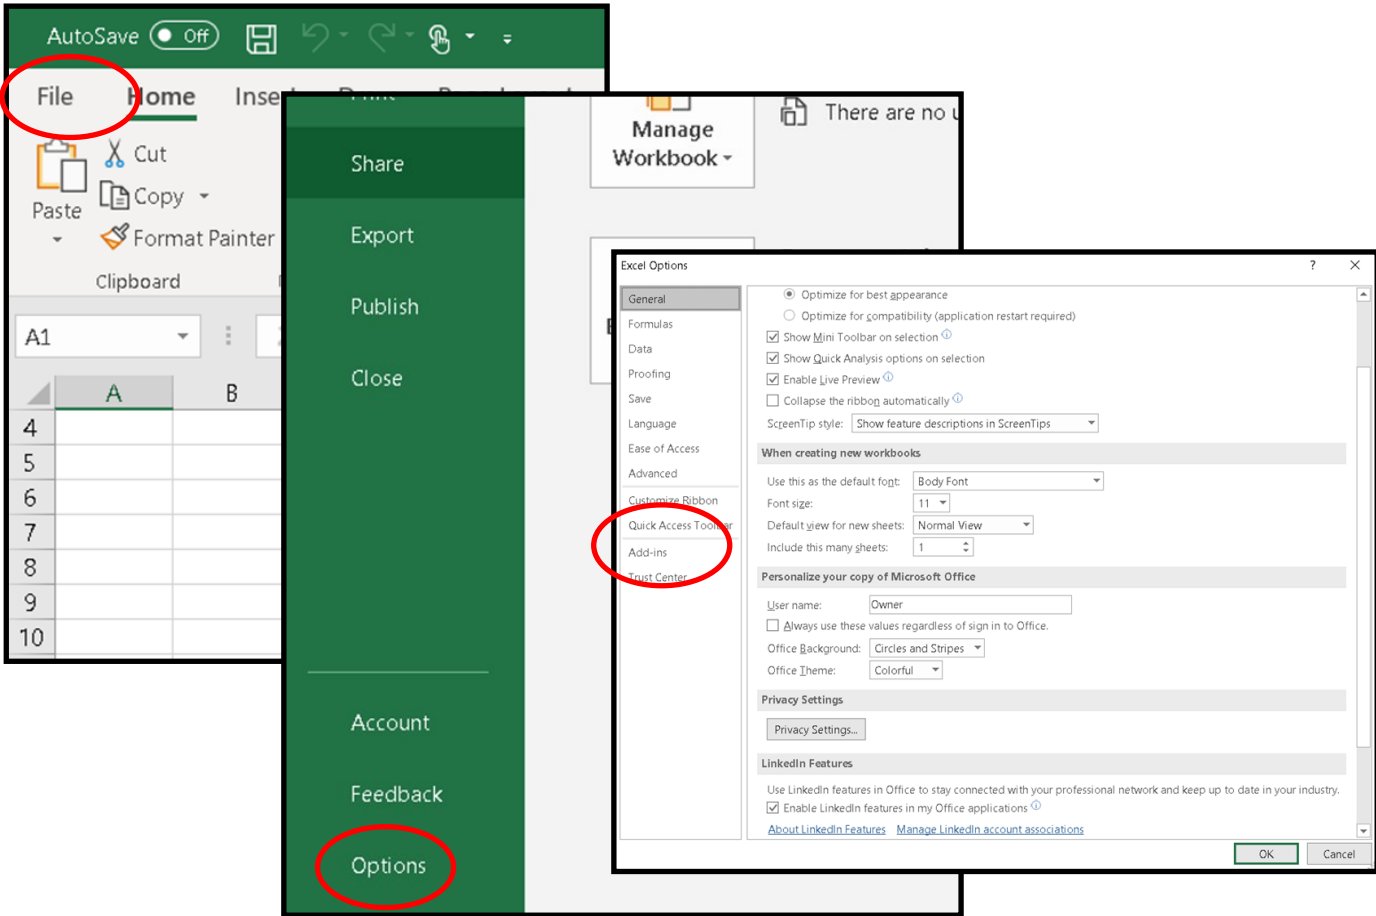 AutoSave Off
File Home Inse
Cut
Copy
Paste
Format Painter
Clipboard
A1
A B
4
5
6
7
8
9
10
Share
Export
Publish
Close
Account
Feedback
Options
Manage
Workbook
There are no
Excel Options ? ×
General
Formulas
Data
Proofing
Save
Language
Ease of Access
Advanced
Customize Ribbon
Quick Access Toolbar
Add-ins
Trust Center
Optimize for best appearance
Optimize for compatibility (application restart required)
Show Mini Toolbar on selection
Show Quick Analysis options on selection
Enable Live Preview
Collapse the ribbon automatically
ScreenTip style: Show feature descriptions in ScreenTips
When creating new workbooks
Use this as the default font: Body Font
Font size: 11
Default view for new sheets: Normal View
Include this many sheets: 1
Personalize your copy of Microsoft Office
User name: Owner
Always use these values regardless of sign in to Office.
Office Background: Circles and Stripes
Office Theme: Colorful
Privacy Settings
Privacy Settings...
LinkedIn Features
Use LinkedIn features in Office to stay connected with your professional network and keep up to date in your industry.
Enable LinkedIn features in my Office applications
About LinkedIn Features Manage LinkedIn account associations
OK Cancel